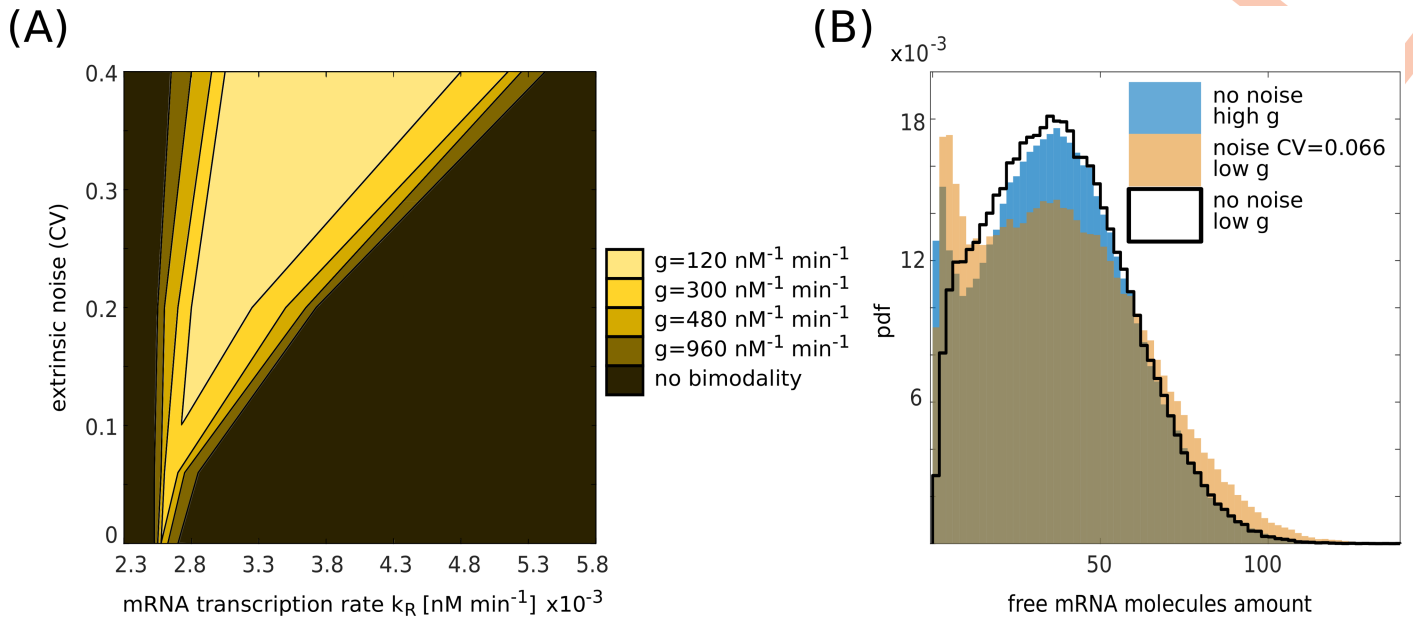 (A)
0.4
0.3
0.2
0.1
0
extrinsic noise (CV)
2.3 2.8 3.3 3.8 4.3 4.8 5.3 5.8
mRNA transcription rate k_R [nM min⁻¹] x10⁻³
g=120 nM⁻¹ min⁻¹
g=300 nM⁻¹ min⁻¹
g=480 nM⁻¹ min⁻¹
g=960 nM⁻¹ min⁻¹
no bimodality
(B)
x10⁻³
18
12
6
pdf
50 100
free mRNA molecules amount
no noise
high g
noise CV=0.066
low g
no noise
low g